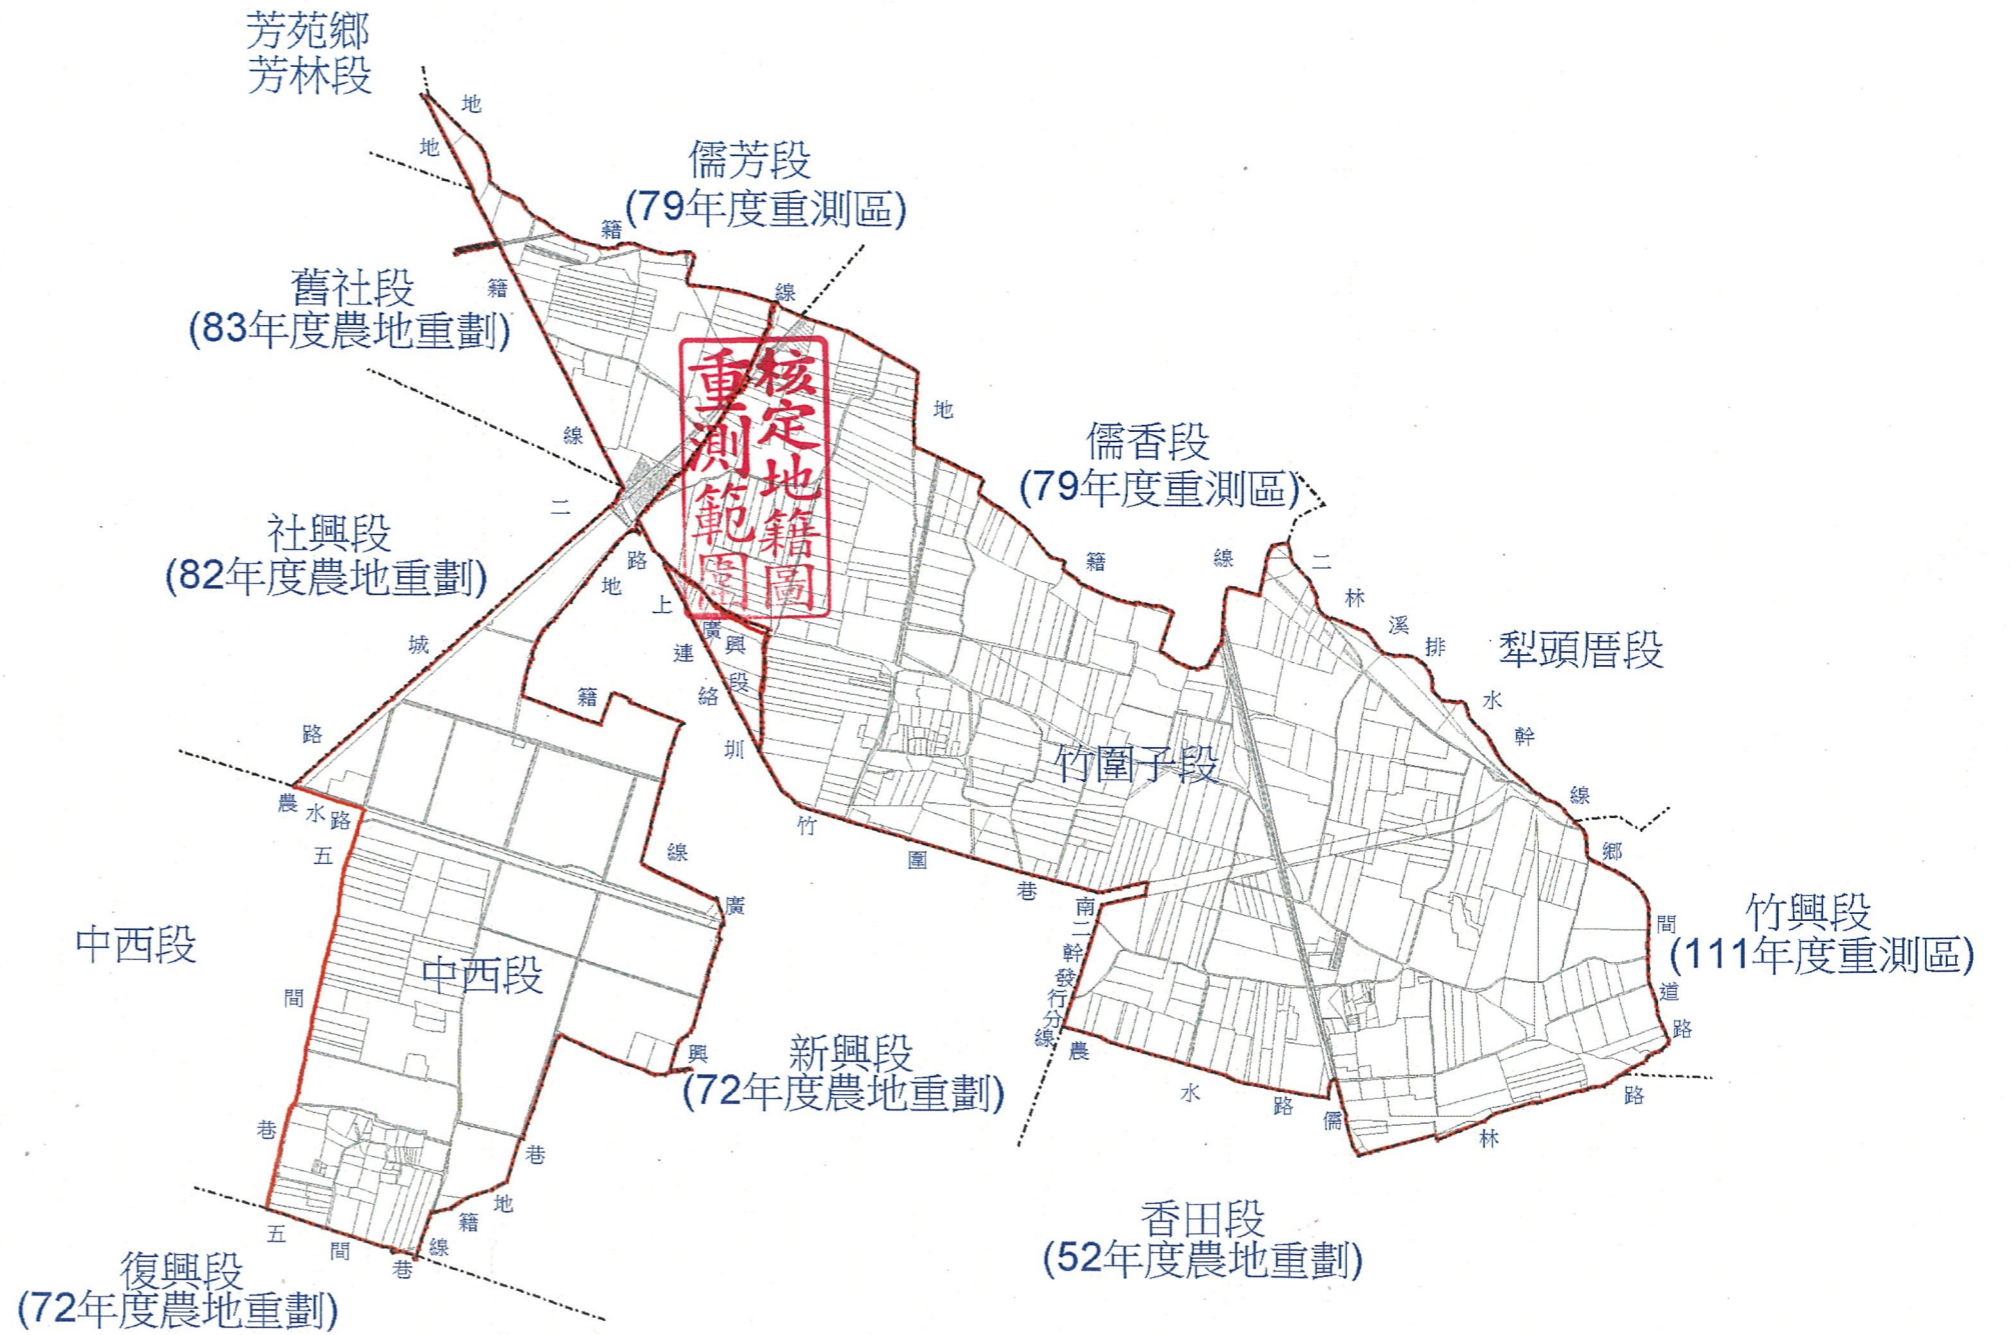 芳苑鄉
芳林段
儒芳段
(79年度重測區)
舊社段
(83年度農地重劃)
社興段
(82年度農地重劃)
儒香段
(79年度重測區)
犁頭厝段
竹圍子段
竹興段
(111年度重測區)
中西段
中西段
新興段
(72年度農地重劃)
香田段
(52年度農地重劃)
復興段
(72年度農地重劃)
核定地籍圖
重測範圍
地籍線
地籍線
地籍線
二林溪排水幹線
鄉間道路
儒林路
農水路
南二幹發行分線
竹圍巷
上連絡圳
廣興段
二城路
路
地籍線
農水路
五間巷
五間巷
地籍線
廣興巷